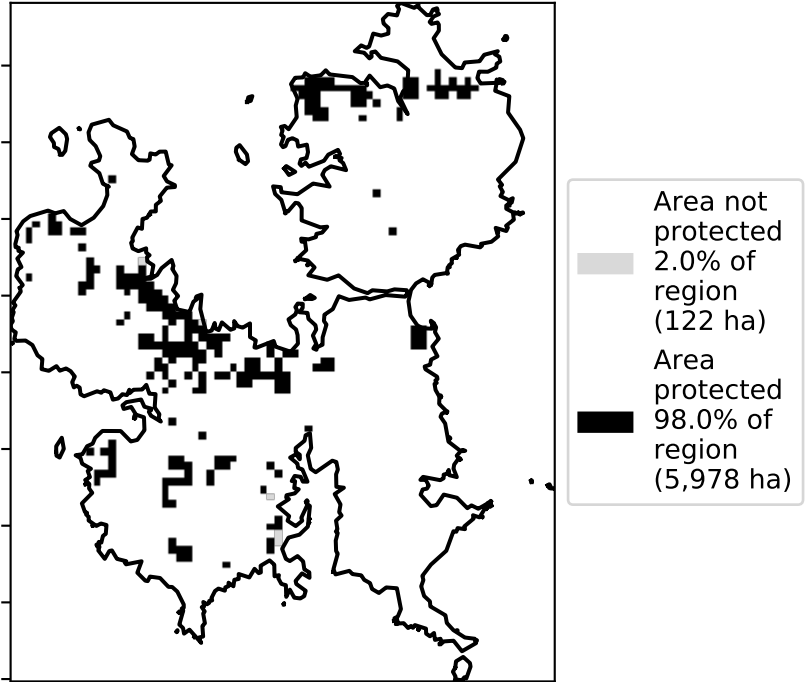 Area not
protected
2.0% of
region
(122 ha)
Area
protected
98.0% of
region
(5,978 ha)